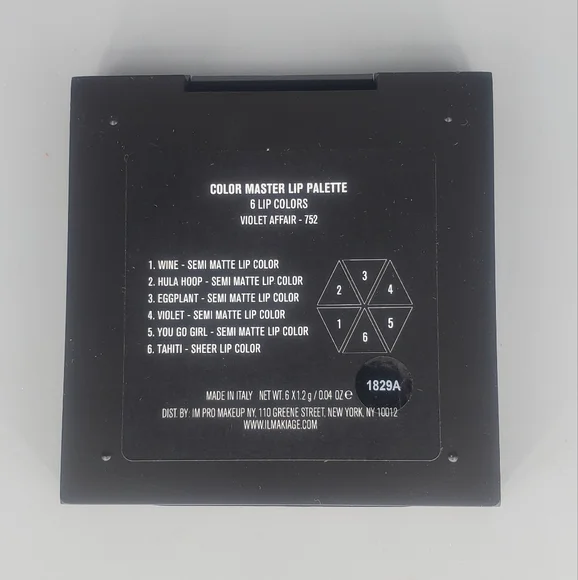 COLOR MASTER LIP PALETTE
6 LIP COLORS
VIOLET AFFAIR - 752
1. WINE - SEMI MATTE LIP COLOR
2. HULA HOOP - SEMI MATTE LIP COLOR
3. EGGPLANT - SEMI MATTE LIP COLOR
4. VIOLET - SEMI MATTE LIP COLOR
5. YOU GO GIRL - SEMI MATTE LIP COLOR
6. TAHITI - SHEER LIP COLOR
2 3 4
1 6 5
1829A
MADE IN ITALY NET WT. 6 X 1.2 g / 0.04 OZ ℮
DIST. BY: IM PRO MAKEUP NY, 110 GREENE STREET, NEW YORK, NY 10012
WWW.ILMAKIAGE.COM